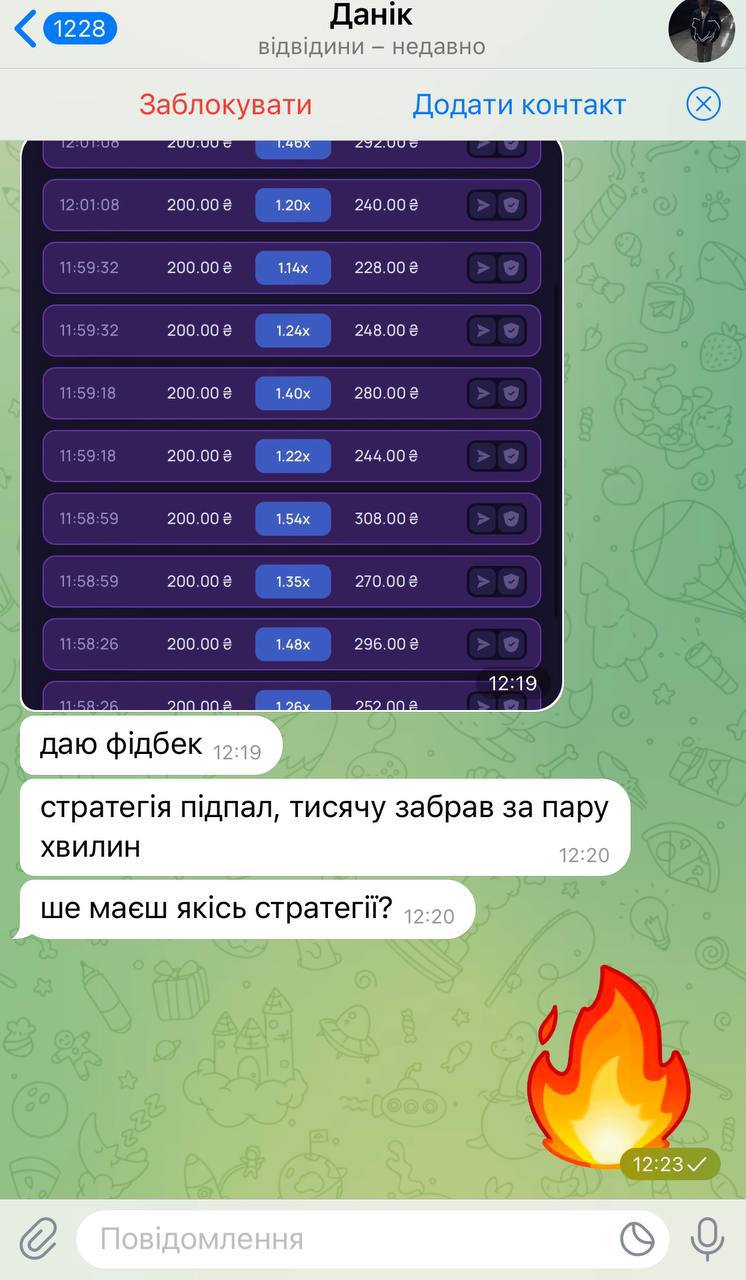 1228
Данік
відвідини – недавно
Заблокувати
Додати контакт
12:01:08 200.00 ₴ 1.46x 292.00 ₴
12:01:08 200.00 ₴ 1.20x 240.00 ₴
11:59:32 200.00 ₴ 1.14x 228.00 ₴
11:59:32 200.00 ₴ 1.24x 248.00 ₴
11:59:18 200.00 ₴ 1.40x 280.00 ₴
11:59:18 200.00 ₴ 1.22x 244.00 ₴
11:58:59 200.00 ₴ 1.54x 308.00 ₴
11:58:59 200.00 ₴ 1.35x 270.00 ₴
11:58:26 200.00 ₴ 1.48x 296.00 ₴
11:58:26 200.00 ₴ 1.26x 252.00 ₴
12:19
даю фідбек 12:19
стратегія підпал, тисячу забрав за пару
хвилин 12:20
ше маєш якісь стратегії? 12:20
12:23
Повідомлення